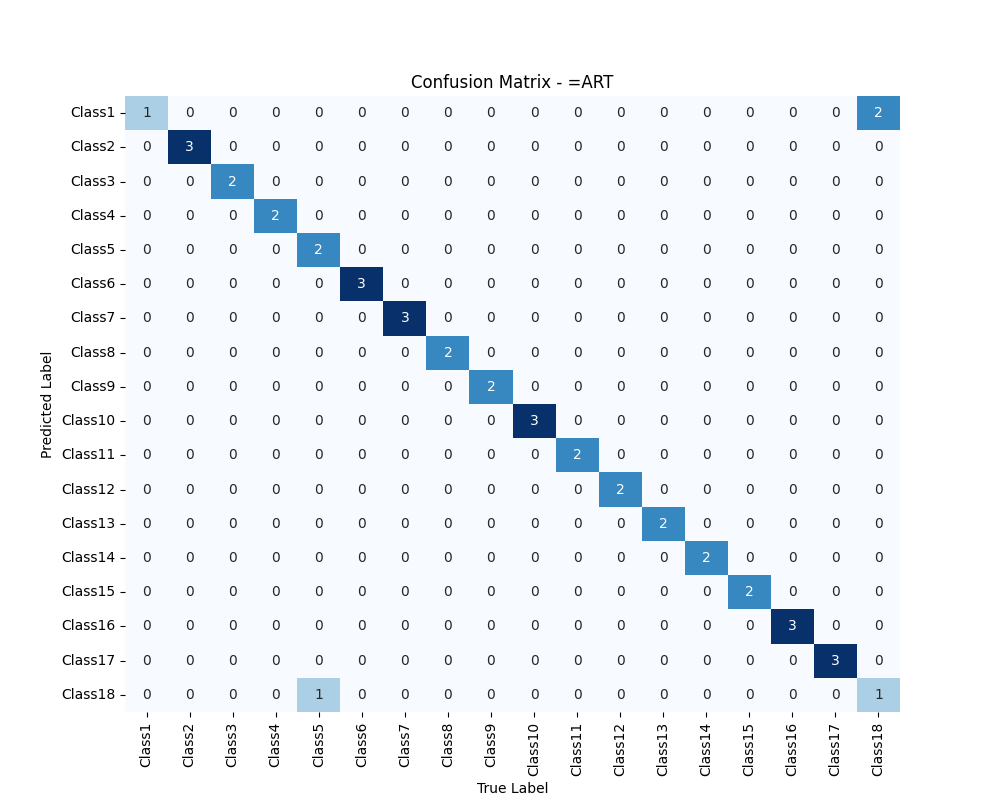 Confusion Matrix - =ART
Class1 1 0 0 0 0 0 0 0 0 0 0 0 0 0 0 0 0 2
Class2 0 3 0 0 0 0 0 0 0 0 0 0 0 0 0 0 0 0
Class3 0 0 2 0 0 0 0 0 0 0 0 0 0 0 0 0 0 0
Class4 0 0 0 2 0 0 0 0 0 0 0 0 0 0 0 0 0 0
Class5 0 0 0 0 2 0 0 0 0 0 0 0 0 0 0 0 0 0
Class6 0 0 0 0 0 3 0 0 0 0 0 0 0 0 0 0 0 0
Class7 0 0 0 0 0 0 3 0 0 0 0 0 0 0 0 0 0 0
Class8 0 0 0 0 0 0 0 2 0 0 0 0 0 0 0 0 0 0
Class9 0 0 0 0 0 0 0 0 2 0 0 0 0 0 0 0 0 0
Class10 0 0 0 0 0 0 0 0 0 3 0 0 0 0 0 0 0 0
Class11 0 0 0 0 0 0 0 0 0 0 2 0 0 0 0 0 0 0
Class12 0 0 0 0 0 0 0 0 0 0 0 2 0 0 0 0 0 0
Class13 0 0 0 0 0 0 0 0 0 0 0 0 2 0 0 0 0 0
Class14 0 0 0 0 0 0 0 0 0 0 0 0 0 2 0 0 0 0
Class15 0 0 0 0 0 0 0 0 0 0 0 0 0 0 2 0 0 0
Class16 0 0 0 0 0 0 0 0 0 0 0 0 0 0 0 3 0 0
Class17 0 0 0 0 0 0 0 0 0 0 0 0 0 0 0 0 3 0
Class18 0 0 0 0 1 0 0 0 0 0 0 0 0 0 0 0 0 1
Predicted Label
Class1 Class2 Class3 Class4 Class5 Class6 Class7 Class8 Class9 Class10 Class11 Class12 Class13 Class14 Class15 Class16 Class17 Class18
True Label